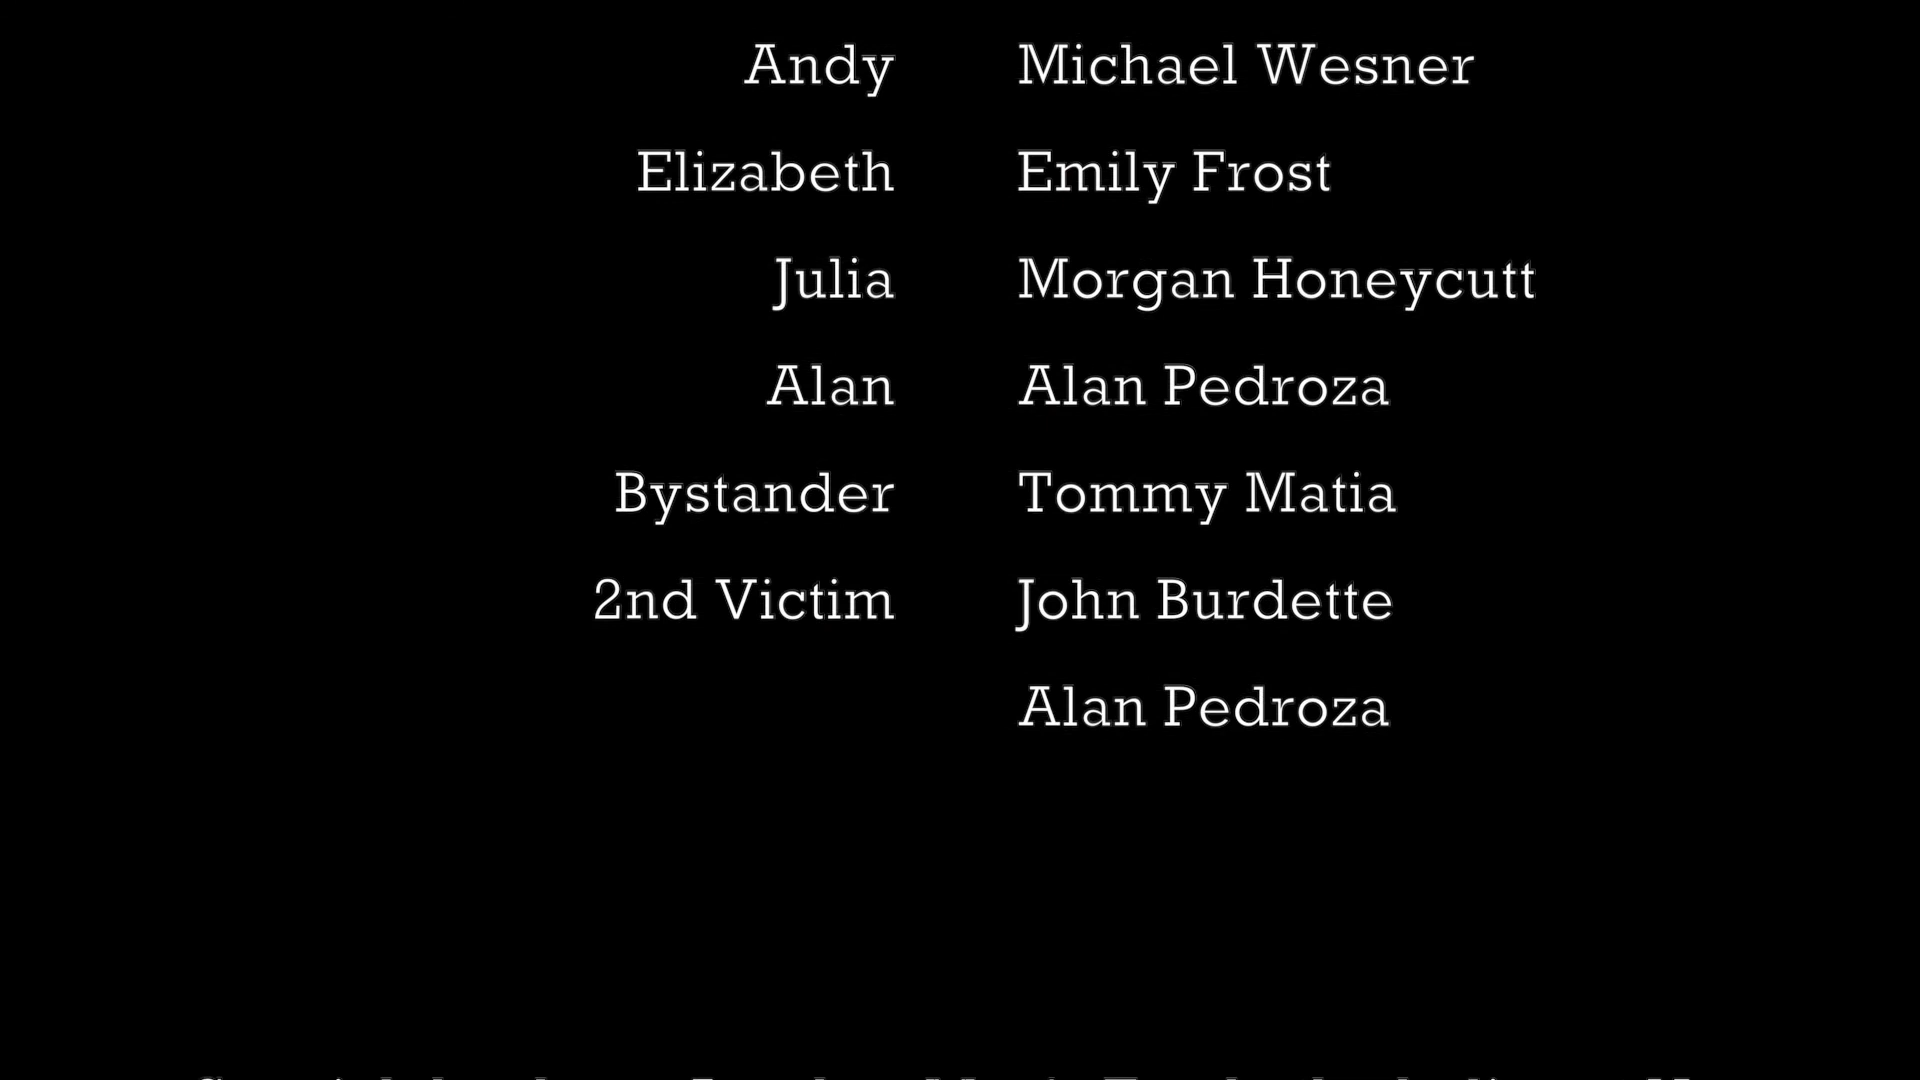 Andy Michael Wesner
Elizabeth Emily Frost
Julia Morgan Honeycutt
Alan Alan Pedroza
Bystander Tommy Matia
2nd Victim John Burdette
Alan Pedroza